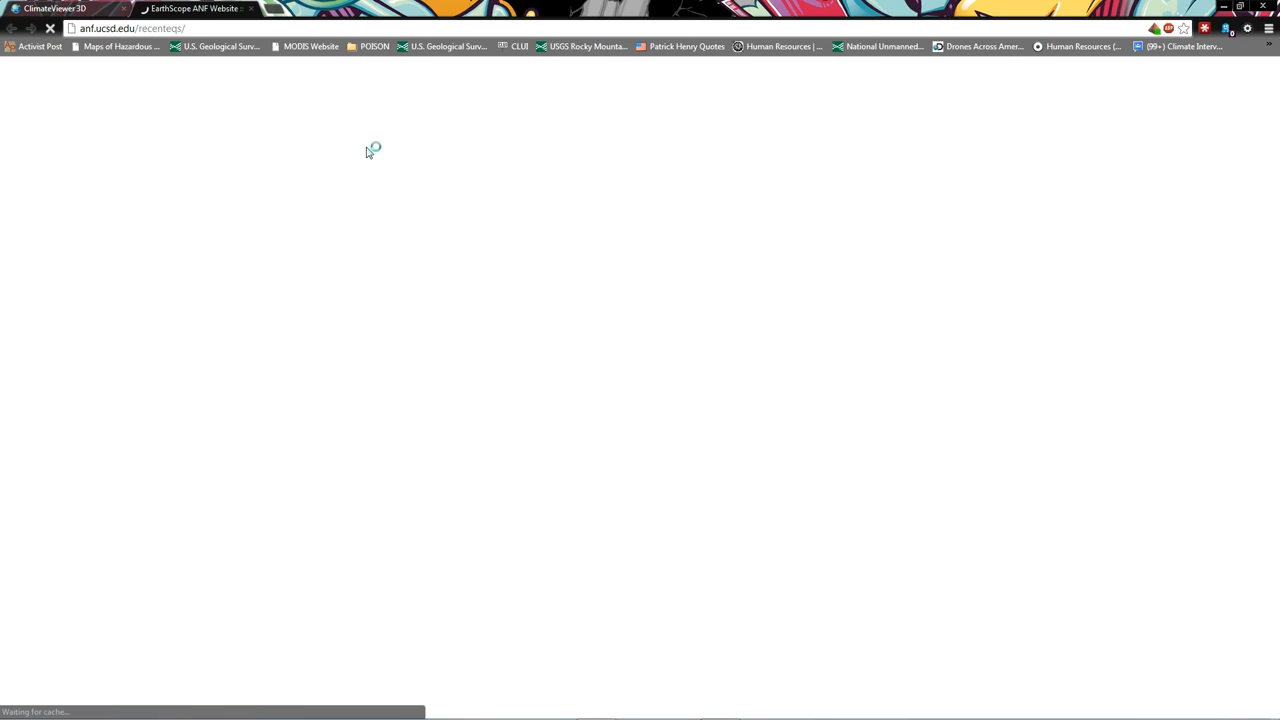 ClimateViewer 3D
EarthScope ANF Website ::
anf.ucsd.edu/recenteqs/
Activist Post
Maps of Hazardous ...
U.S. Geological Surv...
MODIS Website
POISON
U.S. Geological Surv...
CLUI
USGS Rocky Mounta...
Patrick Henry Quotes
Human Resources | ...
National Unmanned...
Drones Across Amer...
Human Resources (...
(99+) Climate Interv...
»
Waiting for cache...